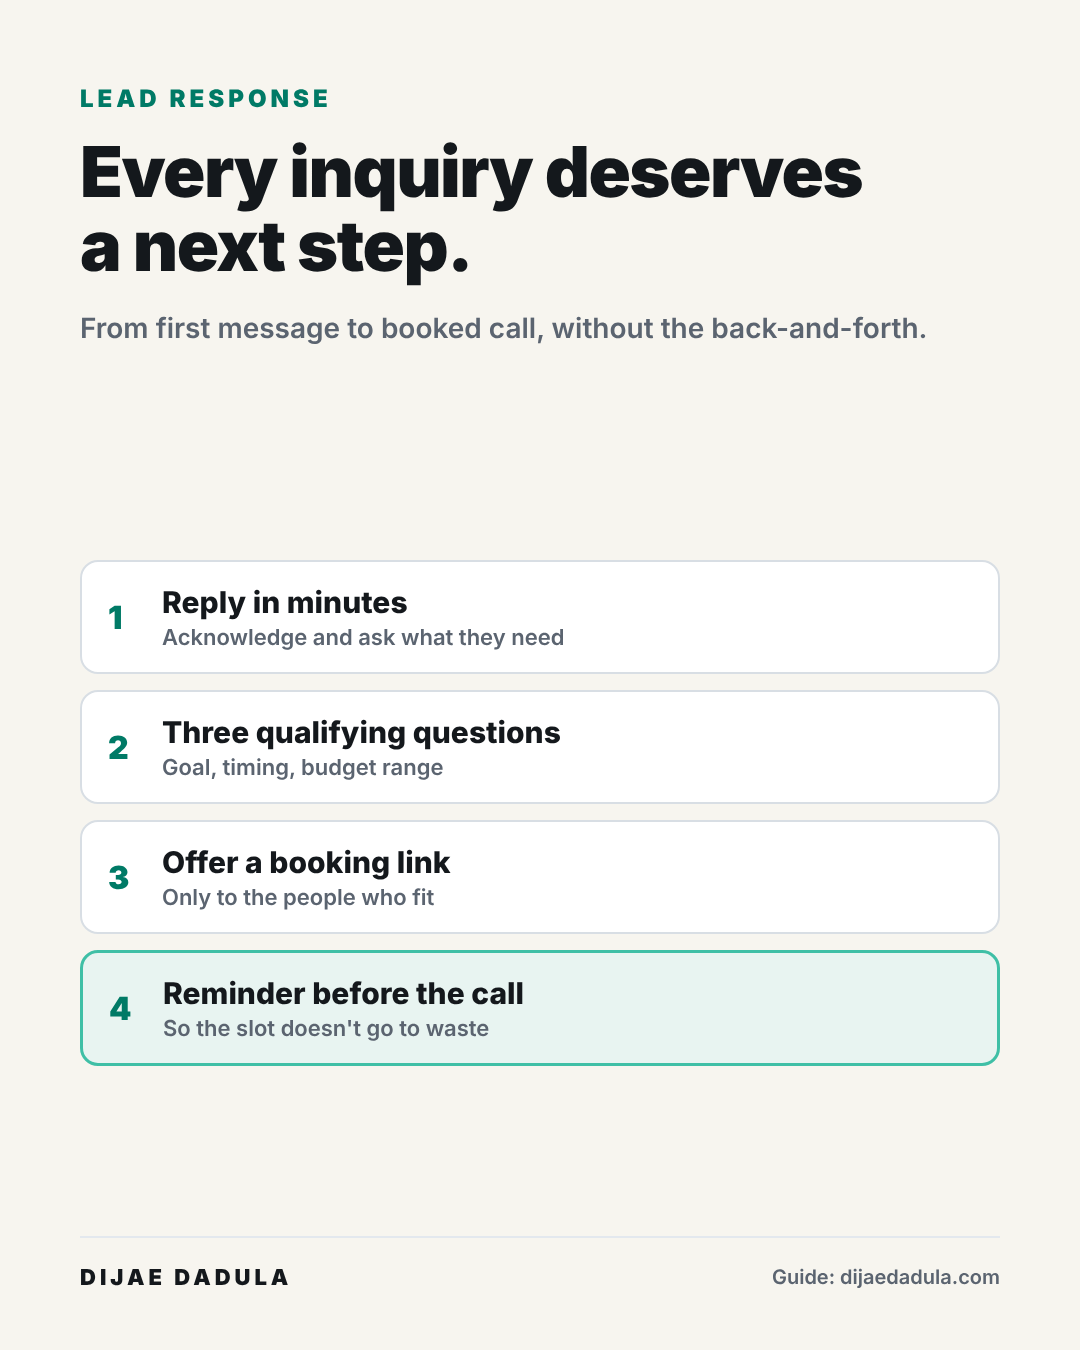 LEAD RESPONSE
Every inquiry deserves
a next step.
From first message to booked call, without the back-and-forth.
1
Reply in minutes
Acknowledge and ask what they need
2
Three qualifying questions
Goal, timing, budget range
3
Offer a booking link
Only to the people who fit
4
Reminder before the call
So the slot doesn't go to waste
DIJAE DADULA
Guide: dijaedadula.com